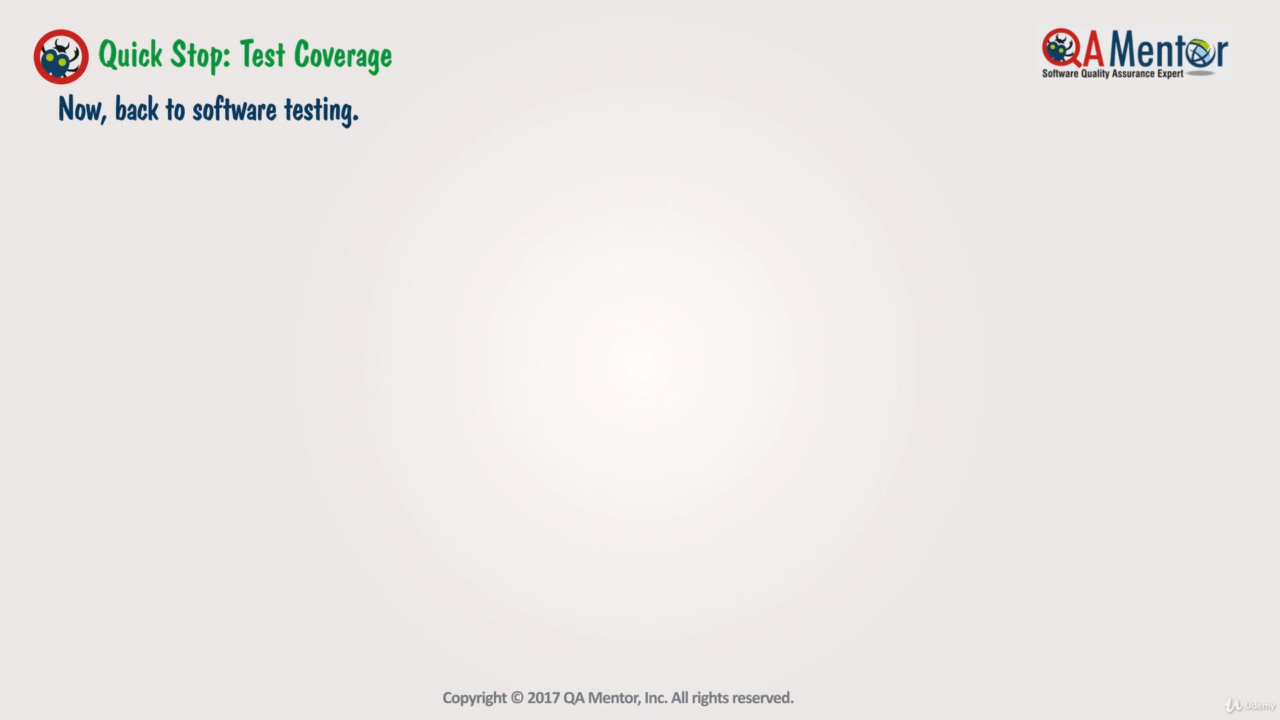 Quick Stop: Test Coverage
QA Mentor
Software Quality Assurance Expert
Now, back to software testing.
Copyright © 2017 QA Mentor, Inc. All rights reserved.
Udemy